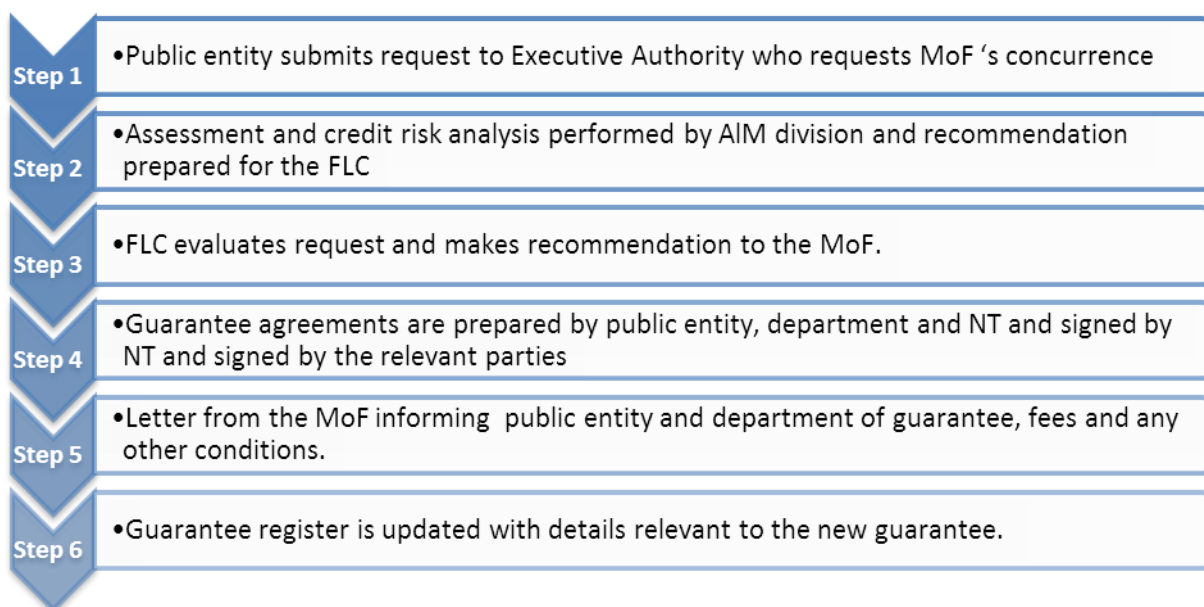 Step 1
•Public entity submits request to Executive Authority who requests MoF ‘s concurrence
Step 2
•Assessment and credit risk analysis performed by AlM division and recommendation
prepared for the FLC
Step 3
•FLC evaluates request and makes recommendation to the MoF.
Step 4
•Guarantee agreements are prepared by public entity, department and NT and signed by
NT and signed by the relevant parties
Step 5
•Letter from the MoF informing  public entity and department of guarantee, fees and any
other conditions.
Step 6
•Guarantee register is updated with details relevant to the new guarantee.